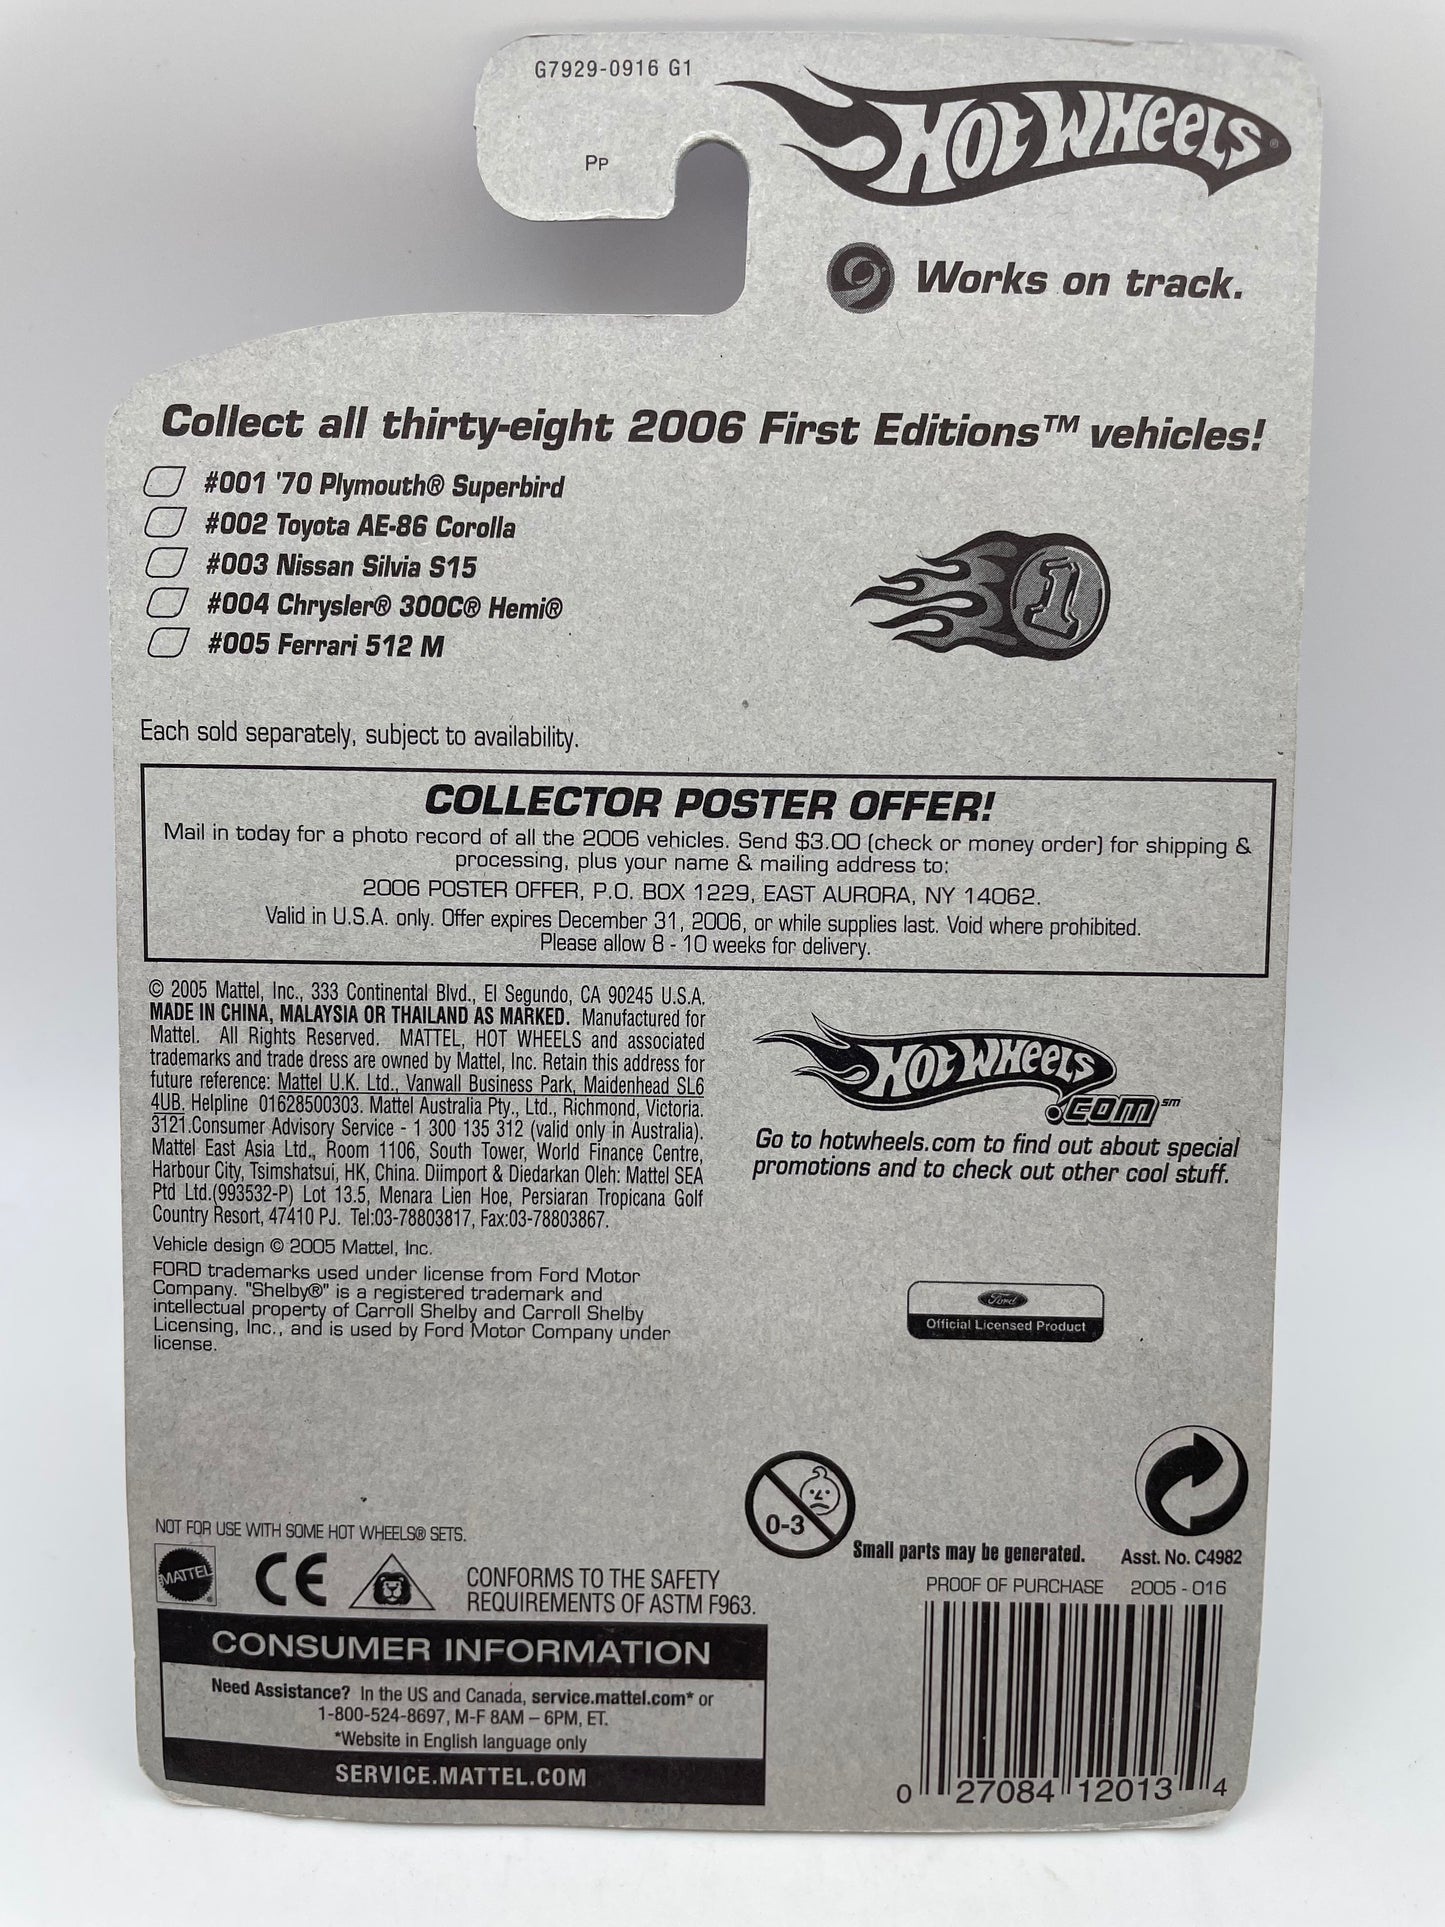 G7929-0916 G1
PP
HOT WHEELS®
Works on track.
Collect all thirty-eight 2006 First Editions™ vehicles!
#001 '70 Plymouth® Superbird
#002 Toyota AE-86 Corolla
#003 Nissan Silvia S15
#004 Chrysler® 300C® Hemi®
#005 Ferrari 512 M
1
Each sold separately, subject to availability.
COLLECTOR POSTER OFFER!
Mail in today for a photo record of all the 2006 vehicles. Send $3.00 (check or money order) for shipping &
processing, plus your name & mailing address to:
2006 POSTER OFFER, P.O. BOX 1229, EAST AURORA, NY 14062.
Valid in U.S.A. only. Offer expires December 31, 2006, or while supplies last. Void where prohibited.
Please allow 8 - 10 weeks for delivery.
© 2005 Mattel, Inc., 333 Continental Blvd., El Segundo, CA 90245 U.S.A.
MADE IN CHINA, MALAYSIA OR THAILAND AS MARKED. Manufactured for
Mattel. All Rights Reserved. MATTEL, HOT WHEELS and associated
trademarks and trade dress are owned by Mattel, Inc. Retain this address for
future reference: Mattel U.K. Ltd., Vanwall Business Park, Maidenhead SL6
4UB. Helpline 01628500303. Mattel Australia Pty., Ltd., Richmond, Victoria.
3121.Consumer Advisory Service - 1 300 135 312 (valid only in Australia).
Mattel East Asia Ltd., Room 1106, South Tower, World Finance Centre,
Harbour City, Tsimshatsui, HK, China. Diimport & Diedarkan Oleh: Mattel SEA
Ptd Ltd.(993532-P) Lot 13.5, Menara Lien Hoe, Persiaran Tropicana Golf
Country Resort, 47410 PJ. Tel:03-78803817, Fax:03-78803867.
Vehicle design © 2005 Mattel, Inc.
FORD trademarks used under license from Ford Motor
Company. "Shelby®" is a registered trademark and
intellectual property of Carroll Shelby and Carroll Shelby
Licensing, Inc., and is used by Ford Motor Company under
license.
HOT WHEELS
.COM℠
Go to hotwheels.com to find out about special
promotions and to check out other cool stuff.
Ford
Official Licensed Product
0-3
Small parts may be generated.
Asst. No. C4982
NOT FOR USE WITH SOME HOT WHEELS® SETS.
MATTEL®
CE
CONFORMS TO THE SAFETY
REQUIREMENTS OF ASTM F963.
PROOF OF PURCHASE 2005 - 016
CONSUMER INFORMATION
Need Assistance? In the US and Canada, service.mattel.com* or
1-800-524-8697, M-F 8AM – 6PM, ET.
*Website in English language only
SERVICE.MATTEL.COM
0 27084 12013 4